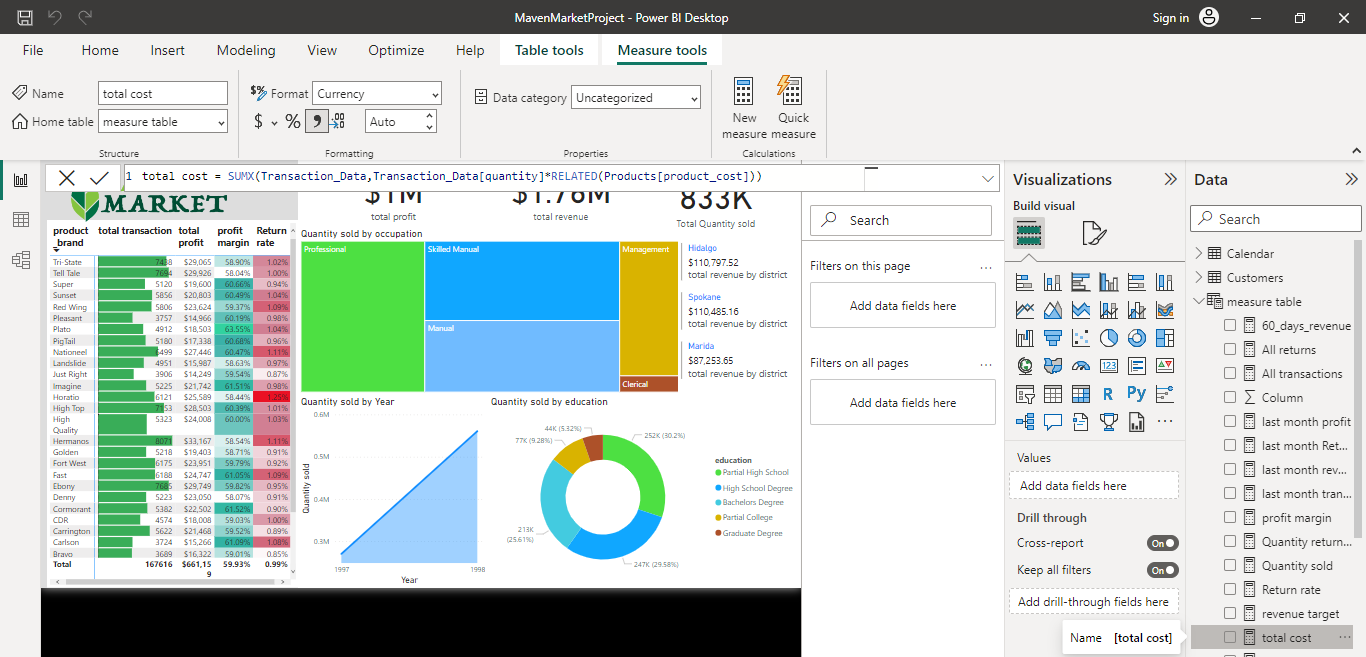 MavenMarketProject - Power BI Desktop
Sign in
File Home Insert Modeling View Optimize Help Table tools Measure tools
Name total cost
Home table measure table
Structure
Format Currency
$ % Auto
Formatting
Data category Uncategorized
Properties
New measure
Quick measure
Calculations
1 total cost = SUMX(Transaction_Data,Transaction_Data[quantity]*RELATED(Products[product_cost]))
MARKET
$1M
total profit
$1.76M
total revenue
833K
Total Quantity sold
product_brand total transaction total profit profit margin Return rate
Tri-State 7438 $29,065 58.90% 1.02%
Tell Tale 7694 $29,926 58.04% 1.00%
Super 5120 $19,600 60.66% 0.94%
Sunset 5856 $20,803 60.49% 1.04%
Red Wing 5806 $23,624 59.37% 1.09%
Pleasant 3757 $14,966 60.19% 0.98%
Plato 4912 $18,503 63.55% 1.04%
PigTail 5180 $17,338 60.68% 0.96%
Nationeel 6499 $27,446 60.47% 1.11%
Landslide 4951 $15,987 58.63% 0.97%
Just Right 3906 $14,249 59.54% 0.87%
Imagine 5225 $21,742 61.51% 0.98%
Horatio 6121 $25,589 58.44% 1.25%
High Top 7153 $28,503 60.39% 1.01%
High Quality 5323 $24,008 60.00% 1.03%
Hermanos 8071 $33,167 58.54% 1.11%
Golden 5218 $19,403 58.71% 0.91%
Fort West 6175 $23,951 59.79% 0.92%
Fast 6188 $24,747 61.05% 1.09%
Ebony 7685 $29,749 59.82% 0.95%
Denny 5223 $23,050 58.07% 0.91%
Cormorant 5382 $22,502 61.52% 0.90%
CDR 4574 $18,008 59.03% 1.00%
Carrington 5622 $21,468 59.52% 0.89%
Carlson 3724 $15,266 61.09% 1.08%
Bravo 3689 $16,322 59.01% 0.85%
Total 167616 $661,159 59.93% 0.99%
Quantity sold by occupation
Professional
Skilled Manual
Manual
Management
Clerical
Hidalgo
$110,797.52
total revenue by district
Spokane
$110,485.16
total revenue by district
Marida
$87,253.65
total revenue by district
Quantity sold by Year
0.6M
0.5M
0.4M
0.3M
Quantity sold
1997 1998
Year
Quantity sold by education
44K (5.32%)
77K (9.28%)
252K (30.2%)
213K (25.61%)
247K (29.58%)
education
Partial High School
High School Degree
Bachelors Degree
Partial College
Graduate Degree
Search
Filters on this page ...
Add data fields here
Filters on all pages ...
Add data fields here
Visualizations
Build visual
123
R Py
...
Values
Add data fields here
Drill through
Cross-report On
Keep all filters On
Add drill-through fields here
Name [total cost]
Data
Search
Calendar
Customers
measure table
60_days_revenue
All returns
All transactions
Column
last month profit
last month Ret...
last month rev...
last month tran...
profit margin
Quantity return...
Quantity sold
Return rate
revenue target
total cost ...